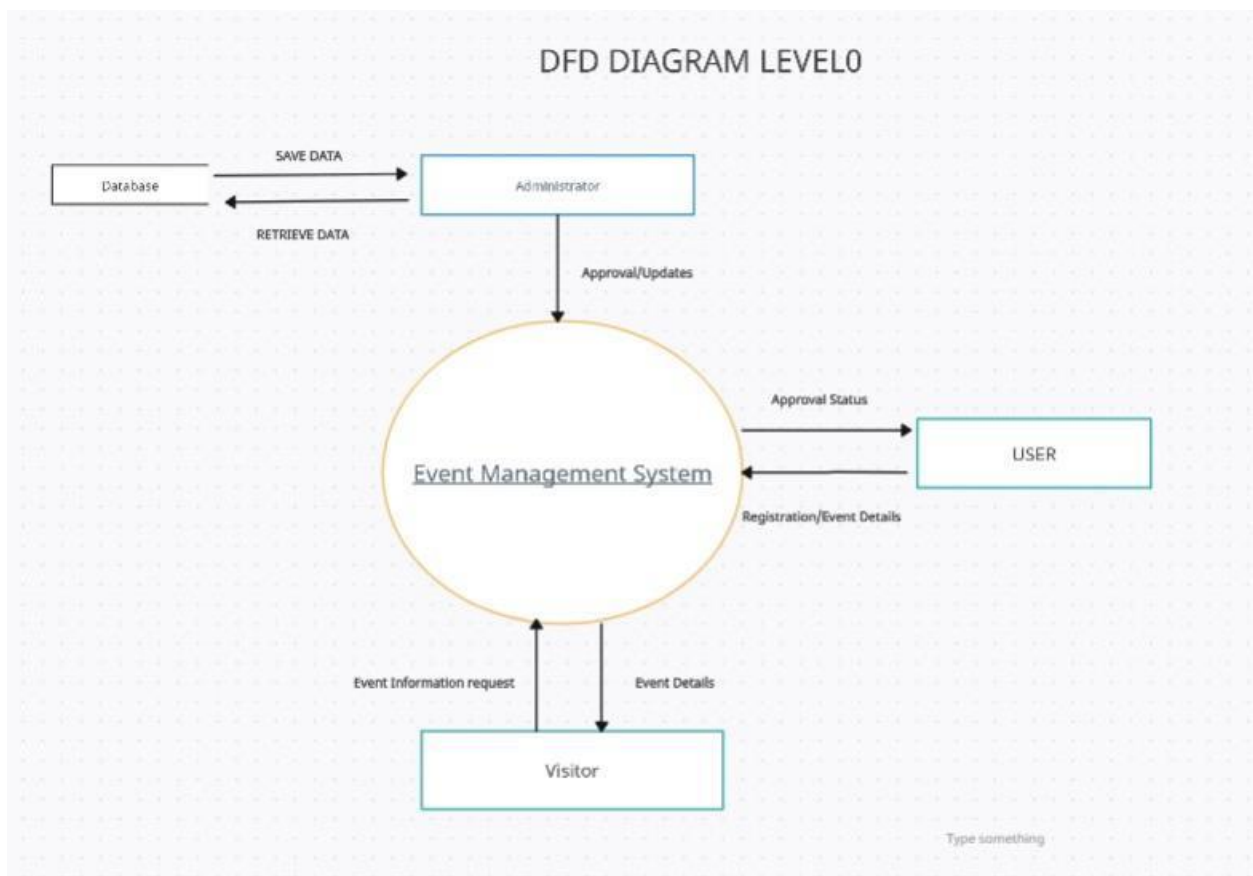 DFD DIAGRAM LEVEL0
SAVE DATA
Database
Administrator
RETRIEVE DATA
Approval/Updates
Approval Status
USER
Event Management System
Registration/Event Details
Event Information request
Event Details
Visitor
Type something